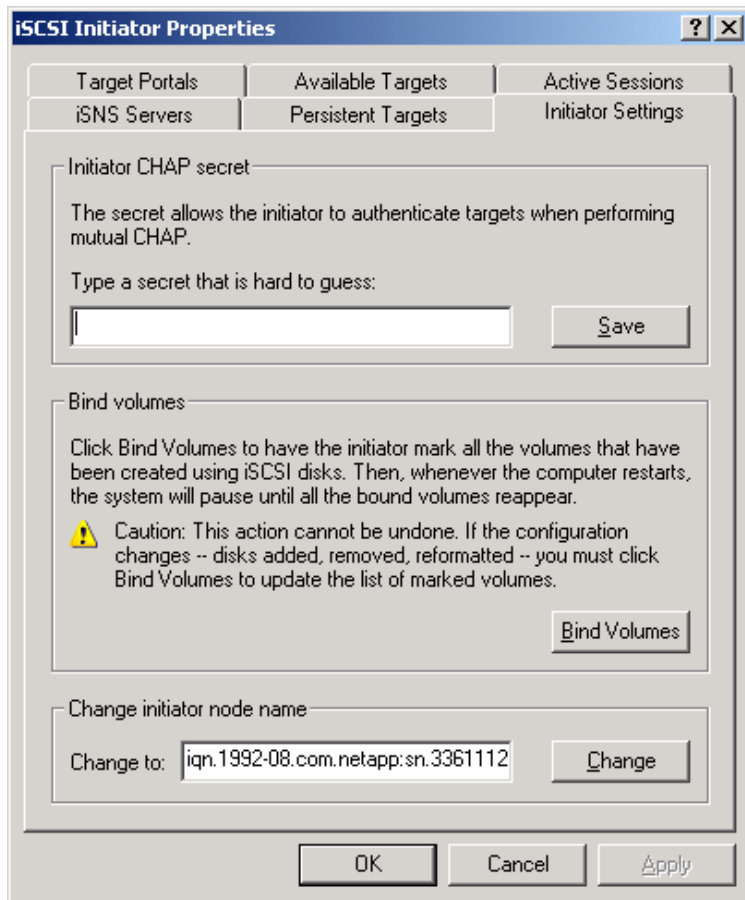 iSCSI Initiator Properties
Target Portals
Available Targets
Active Sessions
iSNS Servers
Persistent Targets
Initiator Settings
Initiator CHAP secret
The secret allows the initiator to authenticate targets when performing
mutual CHAP.
Type a secret that is hard to guess:
Save
Bind volumes
Click Bind Volumes to have the initiator mark all the volumes that have
been created using iSCSI disks. Then, whenever the computer restarts,
the system will pause until all the bound volumes reappear.
Caution: This action cannot be undone. If the configuration
changes -- disks added, removed, reformatted -- you must click
Bind Volumes to update the list of marked volumes.
Bind Volumes
Change initiator node name
Change to: iqn.1992-08.com.netapp:sn.3361112 Change
OK Cancel Apply